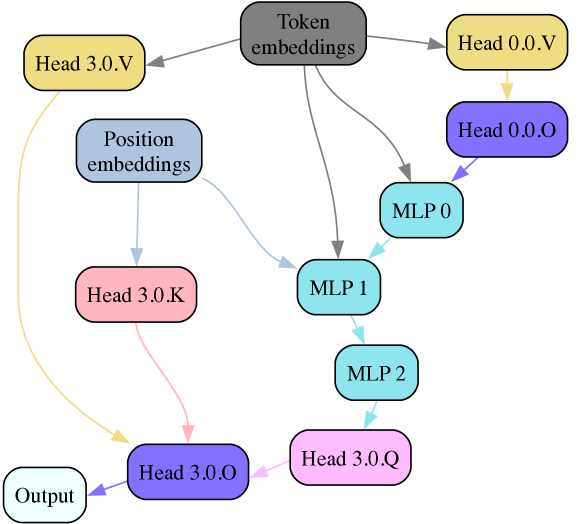 Token
embeddings
Head 0.0.V
Head 3.0.V
Head 0.0.O
Position
embeddings
MLP 0
MLP 1
Head 3.0.K
MLP 2
Head 3.0.Q
Head 3.0.O
Output